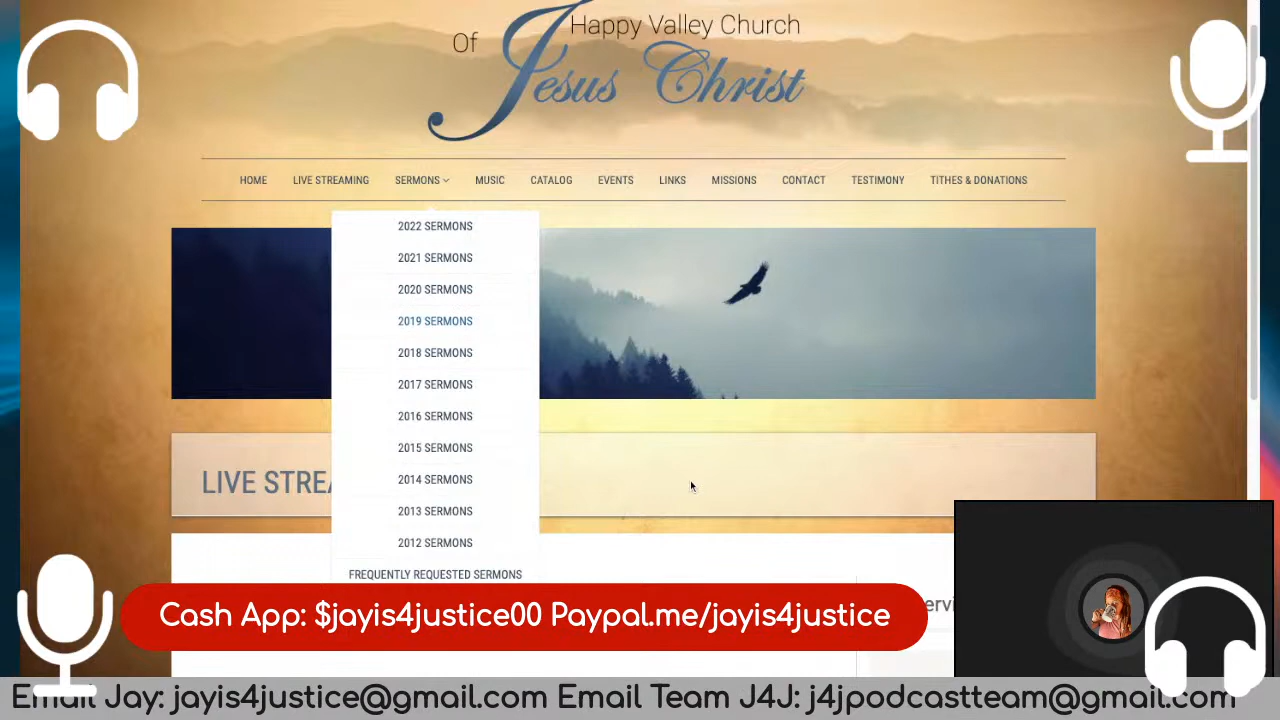 Of Happy Valley Church
Jesus Christ
HOME LIVE STREAMING SERMONS MUSIC CATALOG EVENTS LINKS MISSIONS CONTACT TESTIMONY TITHES & DONATIONS
2022 SERMONS
2021 SERMONS
2020 SERMONS
2019 SERMONS
2018 SERMONS
2017 SERMONS
2016 SERMONS
2015 SERMONS
2014 SERMONS
2013 SERMONS
2012 SERMONS
FREQUENTLY REQUESTED SERMONS
LIVE STREA
Cash App: $jayis4justice00 Paypal.me/jayis4justice
Email Jay: jayis4justice@gmail.com Email Team J4J: j4jpodcastteam@gmail.com